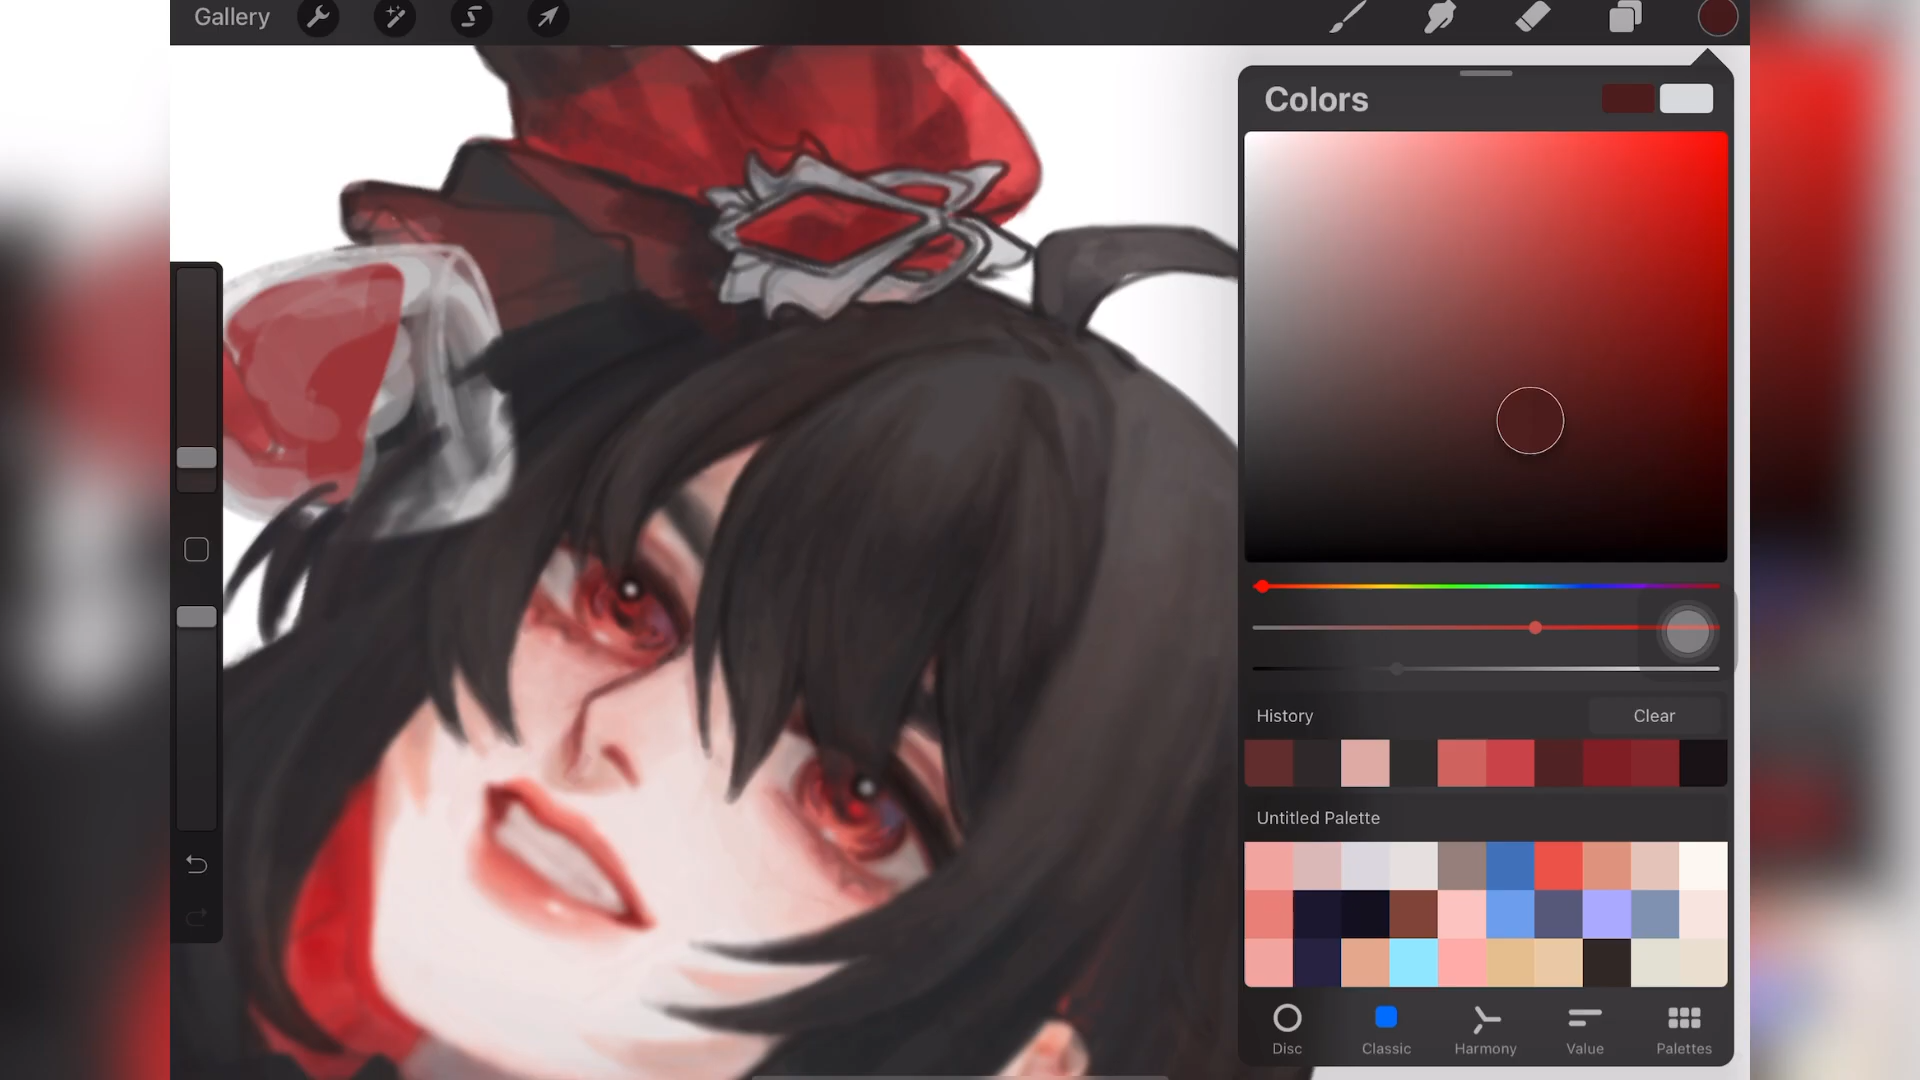 Gallery
Colors
History
Clear
Untitled Palette
Disc
Classic
Harmony
Value
Palettes